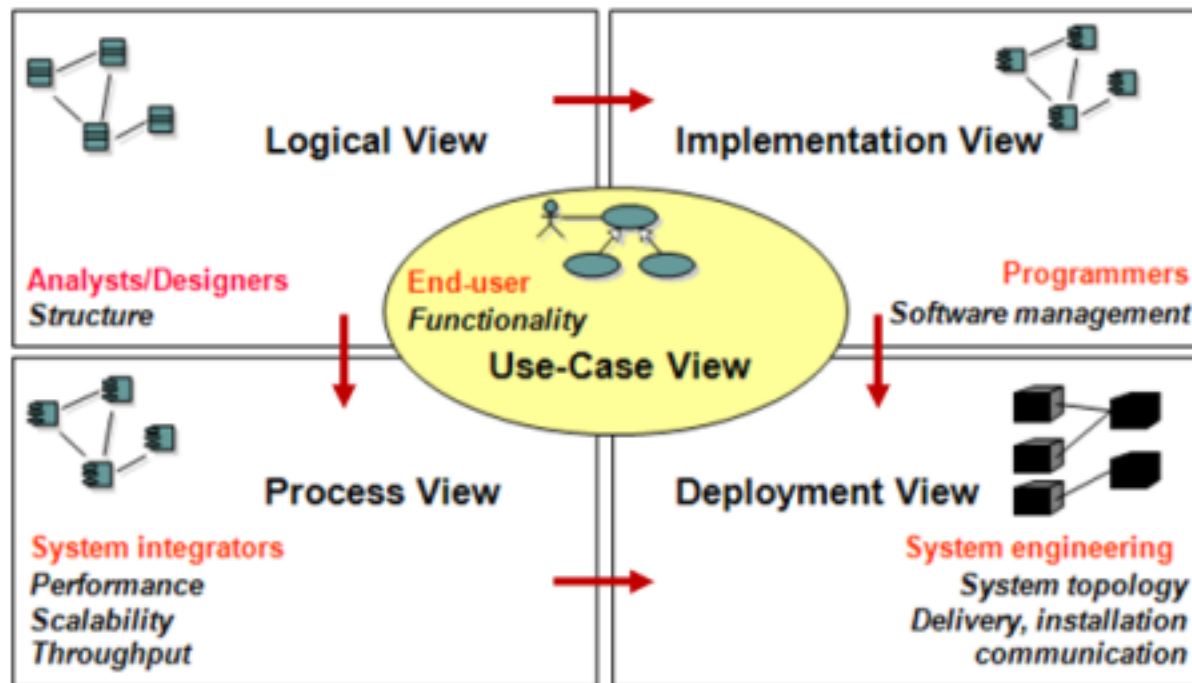 Logical View
Analysts/Designers
Structure
Implementation View
Programmers
Software management
End-user
Functionality
Use-Case View
Process View
System integrators
Performance
Scalability
Throughput
Deployment View
System engineering
System topology
Delivery, installation
communication